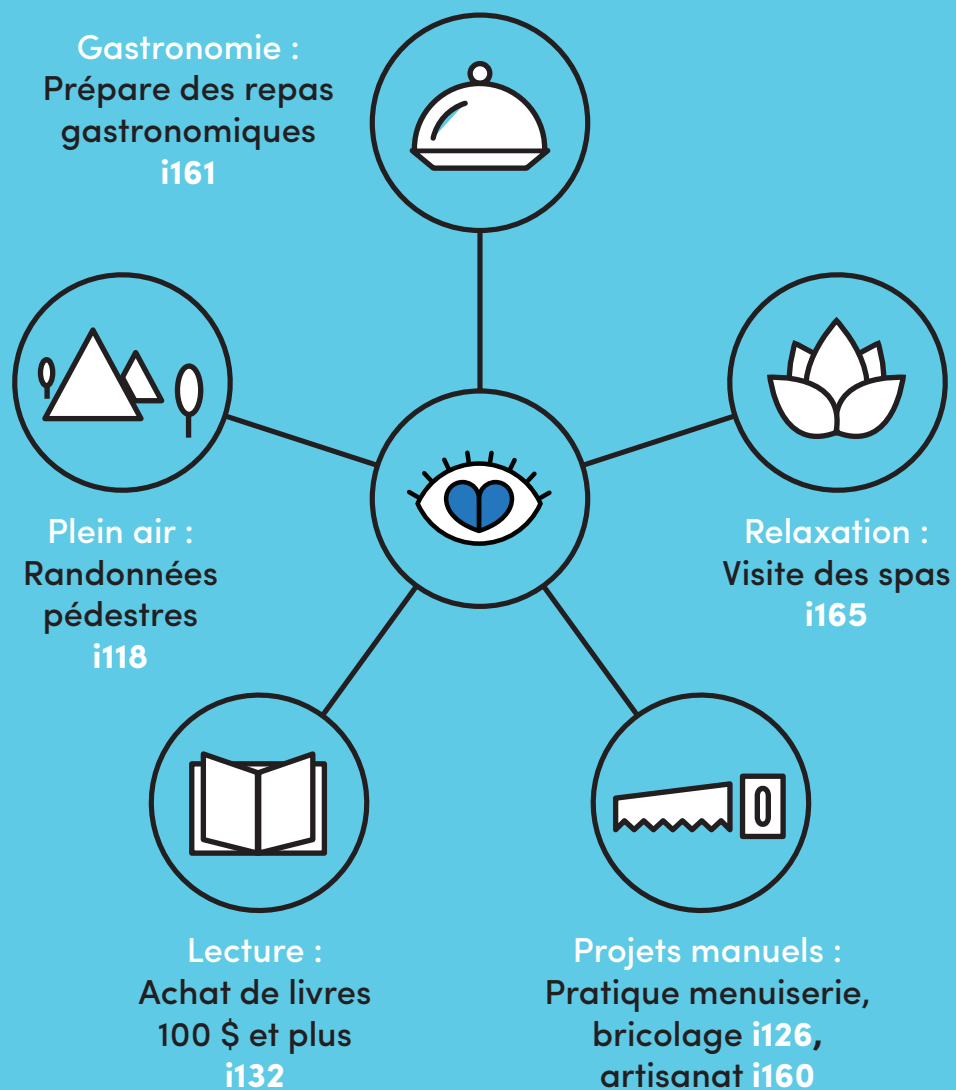 Gastronomie :
Prépare des repas
gastronomiques
i161
Plein air :
Randonnées
pédestres
i118
Relaxation :
Visite des spas
i165
Lecture :
Achat de livres
100 $ et plus
i132
Projets manuels :
Pratique menuiserie,
bricolage i126,
artisanat i160